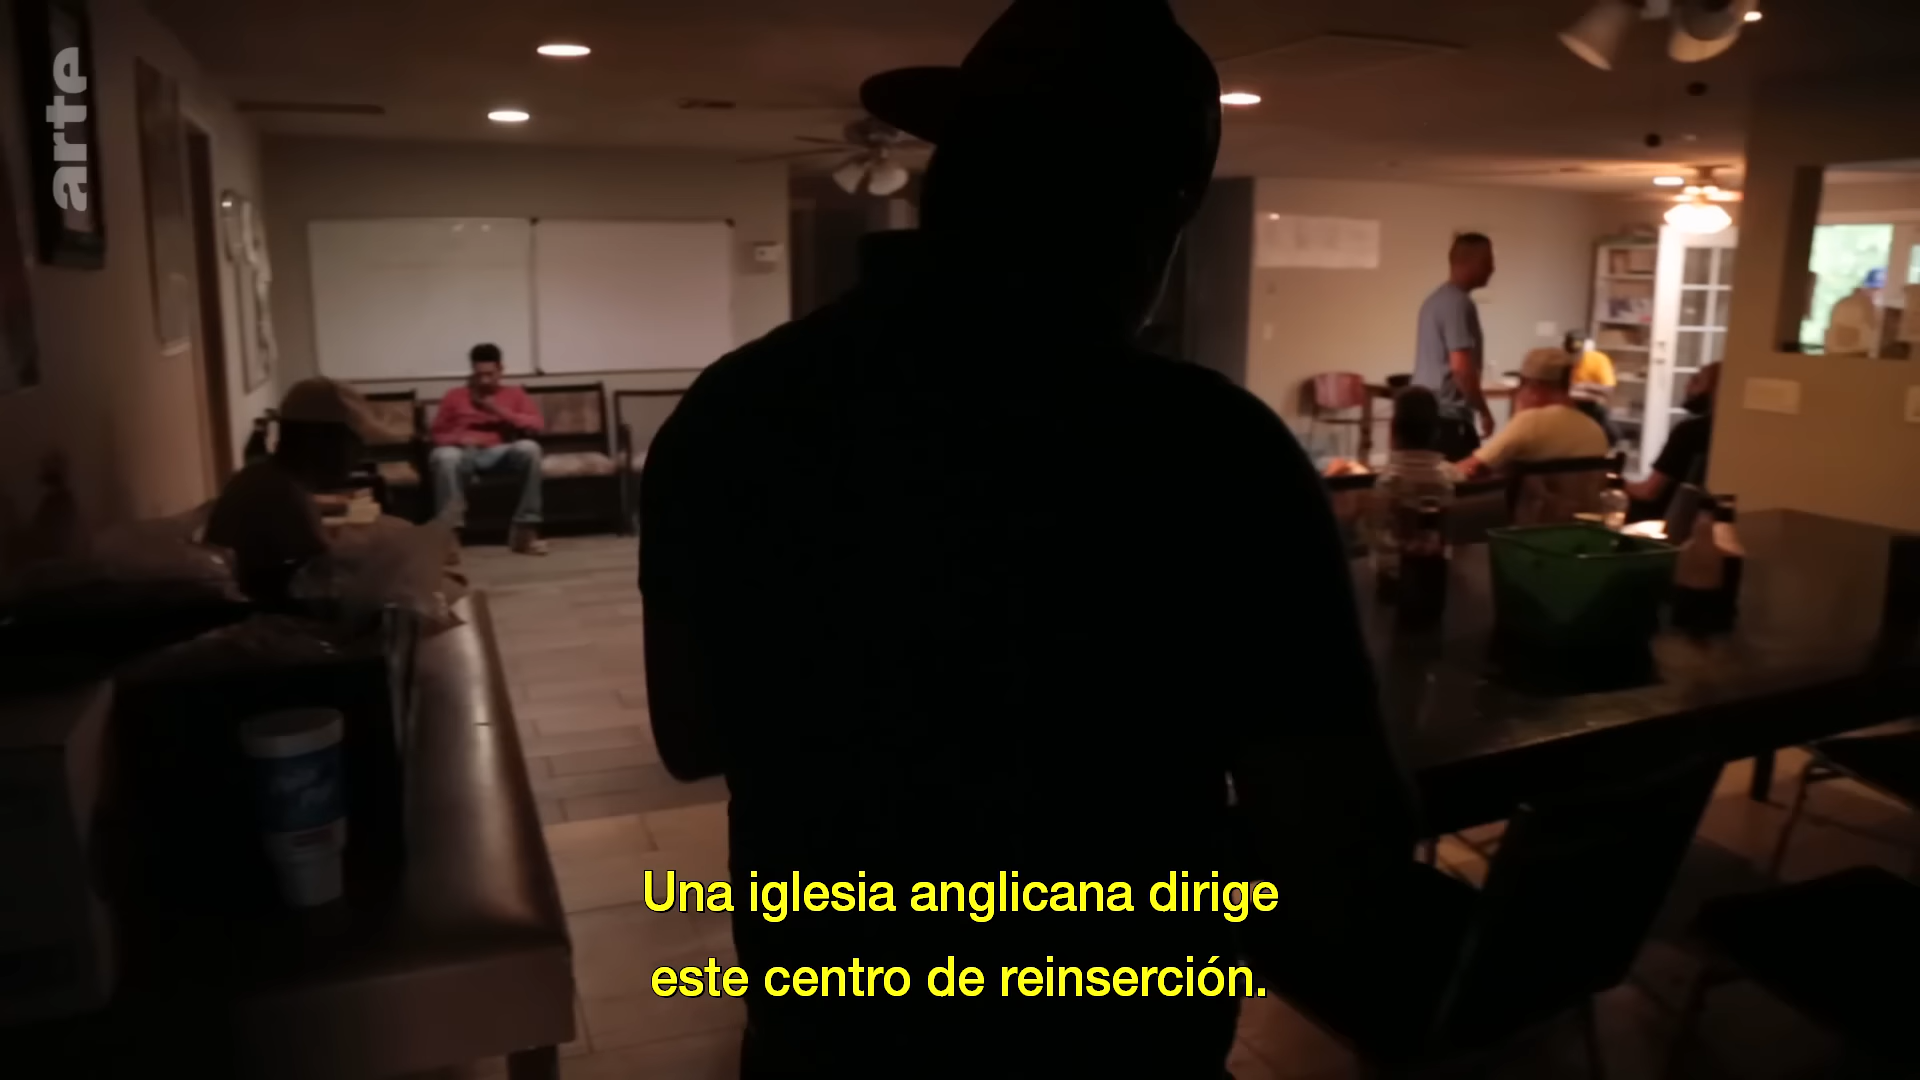 arte
Una iglesia anglicana dirige
este centro de reinserción.